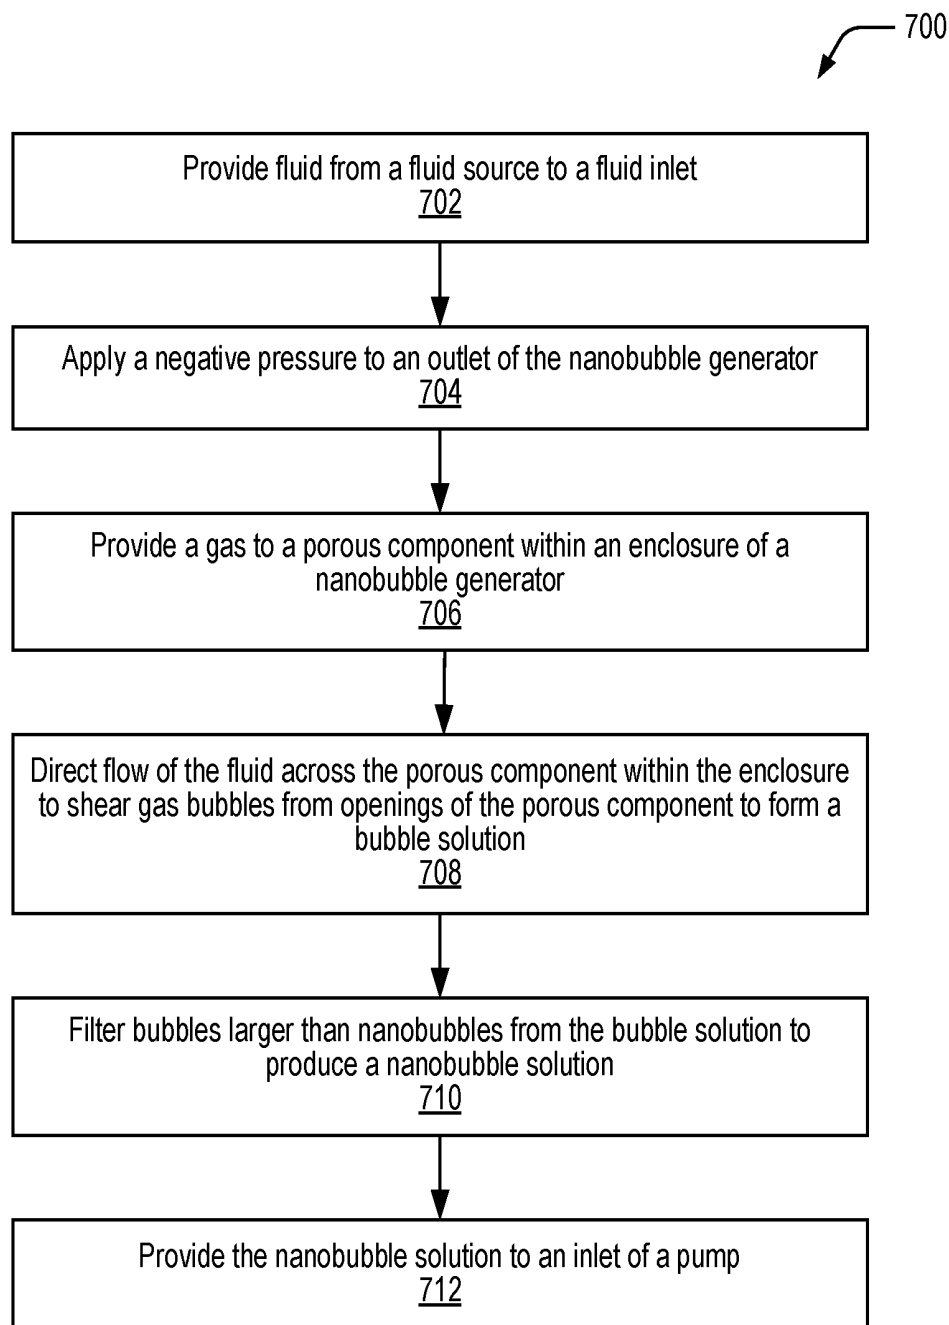 700
Provide fluid from a fluid source to a fluid inlet
702
Apply a negative pressure to an outlet of the nanobubble generator
704
Provide a gas to a porous component within an enclosure of a
nanobubble generator
706
Direct flow of the fluid across the porous component within the enclosure
to shear gas bubbles from openings of the porous component to form a
bubble solution
708
Filter bubbles larger than nanobubbles from the bubble solution to
produce a nanobubble solution
710
Provide the nanobubble solution to an inlet of a pump
712